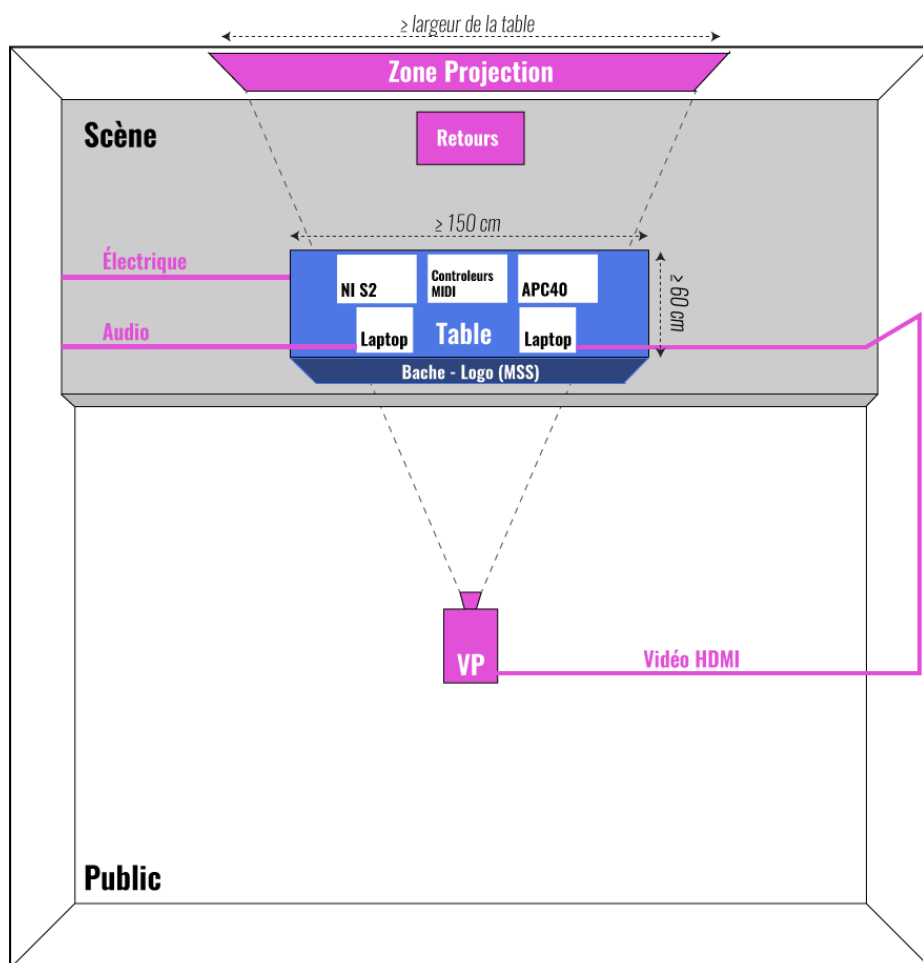 ≥ largeur de la table
Zone Projection
Scène
Retours
≥ 150 cm
Électrique
NI S2
Controleurs
MIDI
APC40
≥ 60 cm
Audio
Laptop
Table
Laptop
Bache - Logo (MSS)
VP
Vidéo HDMI
Public